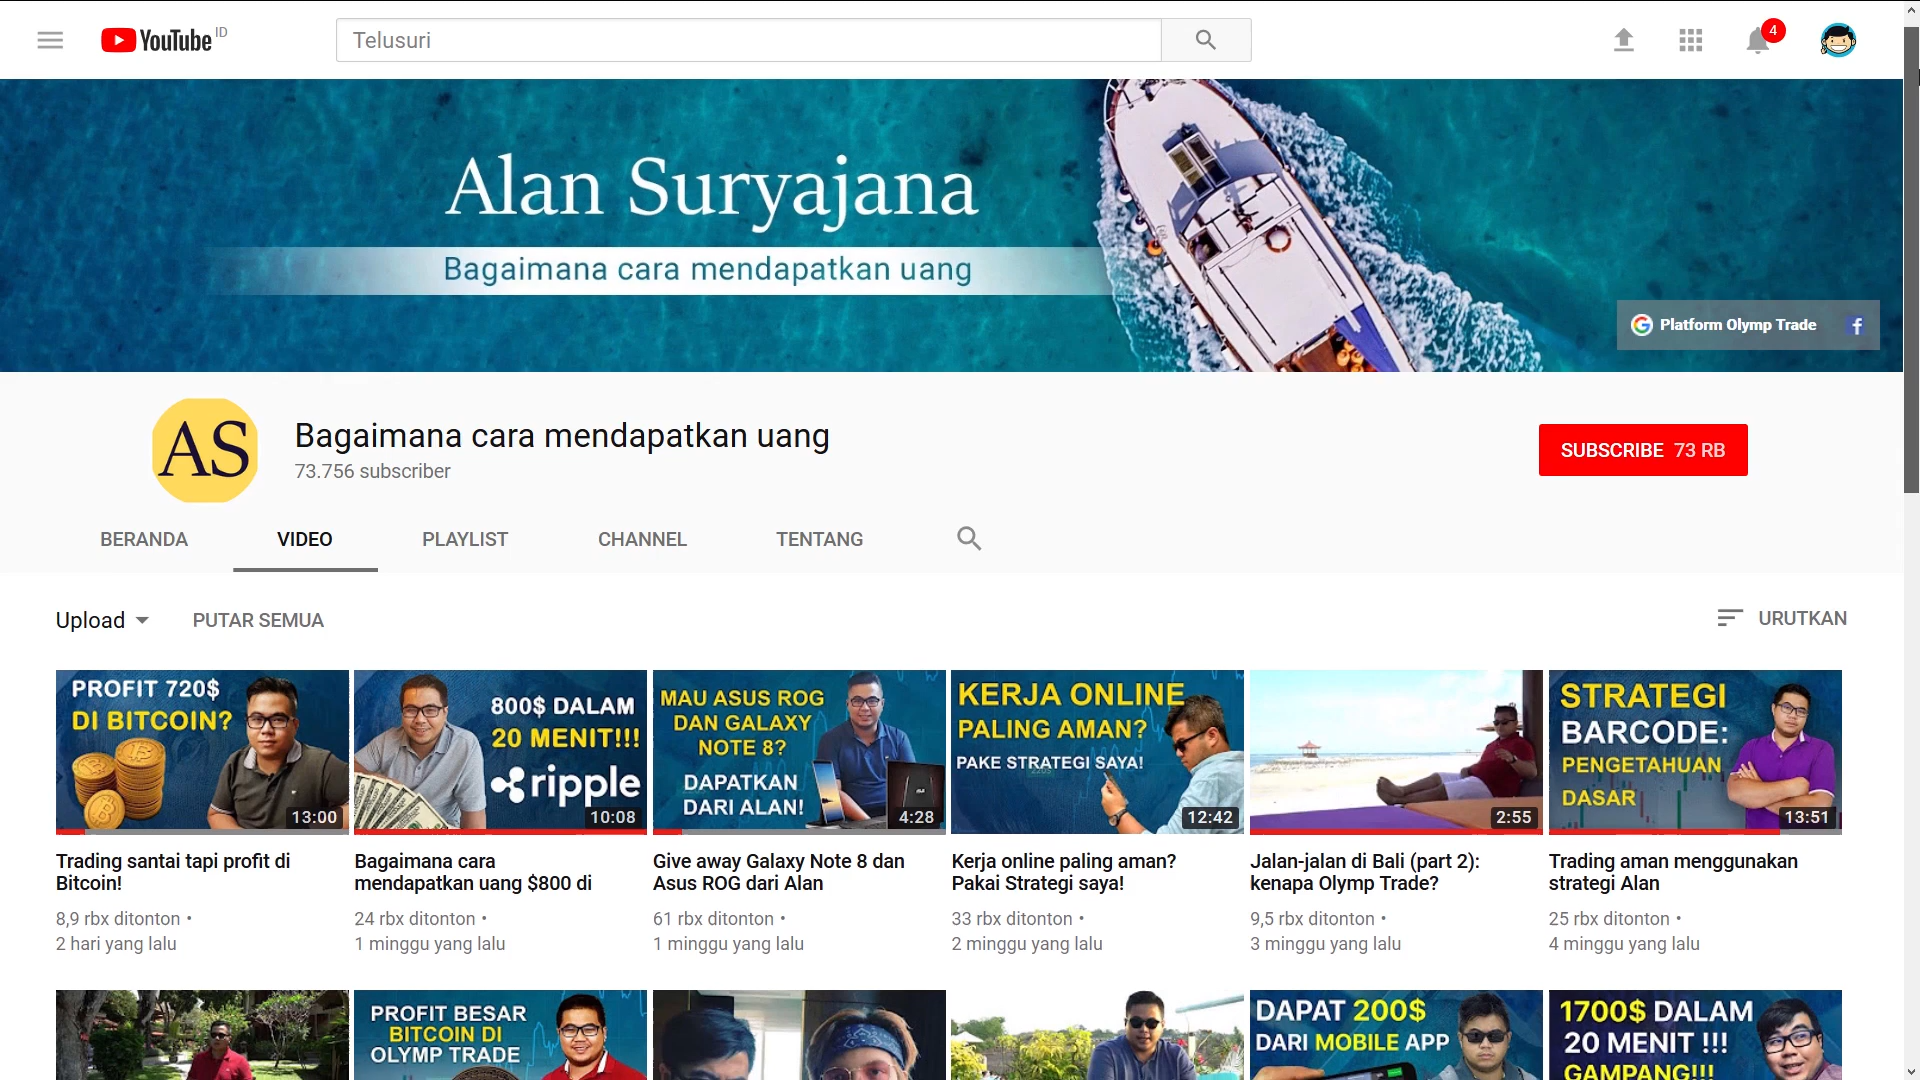 YouTube ID
Telusuri
4
Alan Suryajana
Bagaimana cara mendapatkan uang
Platform Olymp Trade
AS
Bagaimana cara mendapatkan uang
73.756 subscriber
SUBSCRIBE 73 RB
BERANDA
VIDEO
PLAYLIST
CHANNEL
TENTANG
Upload
PUTAR SEMUA
URUTKAN
PROFIT 720$
DI BITCOIN?
13:00
800$ DALAM
20 MENIT!!!
ripple
10:08
MAU ASUS ROG
DAN GALAXY
NOTE 8?
DAPATKAN
DARI ALAN!
4:28
KERJA ONLINE
PALING AMAN?
PAKE STRATEGI SAYA!
12:42
2:55
STRATEGI
BARCODE:
PENGETAHUAN
DASAR
13:51
Trading santai tapi profit di
Bitcoin!
8,9 rbx ditonton •
2 hari yang lalu
Bagaimana cara
mendapatkan uang $800 di
24 rbx ditonton •
1 minggu yang lalu
Give away Galaxy Note 8 dan
Asus ROG dari Alan
61 rbx ditonton •
1 minggu yang lalu
Kerja online paling aman?
Pakai Strategi saya!
33 rbx ditonton •
2 minggu yang lalu
Jalan-jalan di Bali (part 2):
kenapa Olymp Trade?
9,5 rbx ditonton •
3 minggu yang lalu
Trading aman menggunakan
strategi Alan
25 rbx ditonton •
4 minggu yang lalu
PROFIT BESAR
BITCOIN DI
OLYMP TRADE
DAPAT 200$
DARI MOBILE APP
1700$ DALAM
20 MENIT !!!
GAMPANG!!!